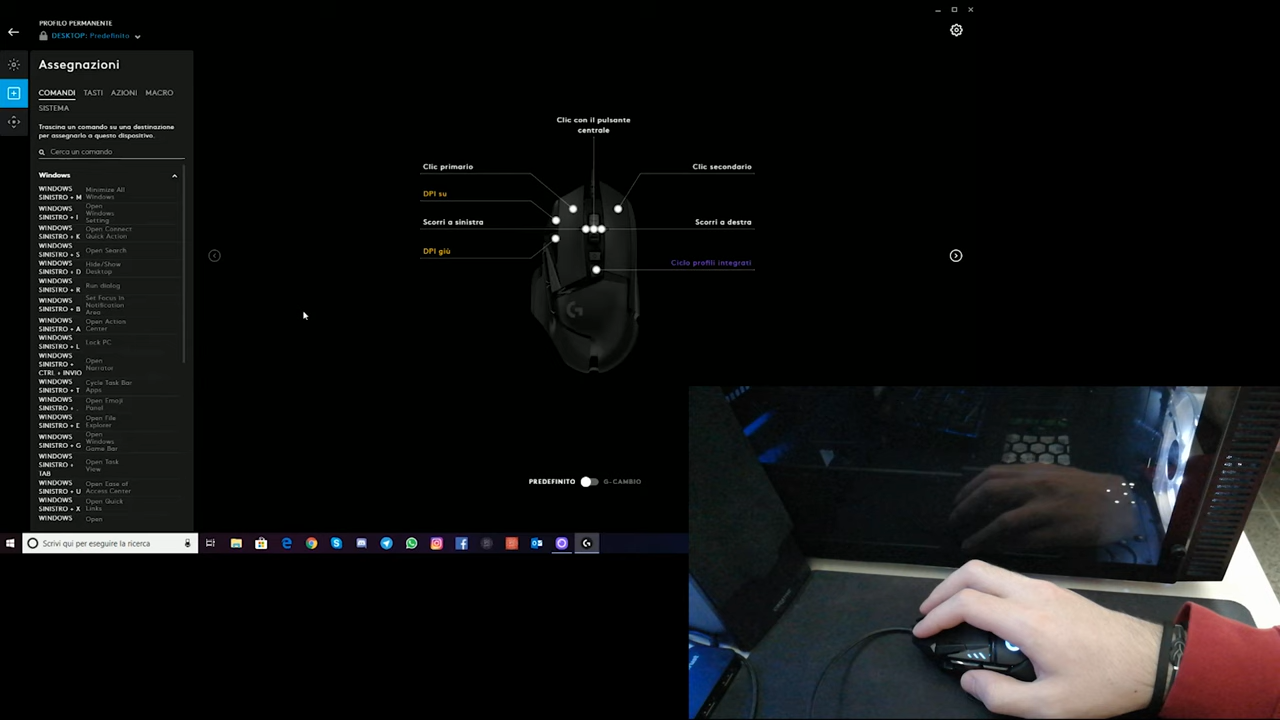 PROFILO PERMANENTE
DESKTOP: Predefinito
Assegnazioni
COMANDI TASTI AZIONI MACRO
SISTEMA
Trascina un comando su una destinazione
per assegnarlo a questo dispositivo.
Cerca un comando
Windows
WINDOWS SINISTRO + M Minimize All Windows
WINDOWS SINISTRO + I Open Windows Setting
WINDOWS SINISTRO + K Open Connect Quick Action
WINDOWS SINISTRO + S Open Search
WINDOWS SINISTRO + D Hide/Show Desktop
WINDOWS SINISTRO + R Run dialog
WINDOWS SINISTRO + B Set Focus in Notification Area
WINDOWS SINISTRO + A Open Action Center
WINDOWS SINISTRO + L Lock PC
WINDOWS SINISTRO + CTRL + INVIO Open Narrator
WINDOWS SINISTRO + T Cycle Task Bar Apps
WINDOWS SINISTRO + . Open Emoji Panel
WINDOWS SINISTRO + E Open File Explorer
WINDOWS SINISTRO + G Open Windows Game Bar
WINDOWS SINISTRO + TAB Open Task View
WINDOWS SINISTRO + U Open Ease of Access Center
WINDOWS SINISTRO + X Open Quick Links
WINDOWS Open
Clic con il pulsante
centrale
Clic primario
Clic secondario
DPI su
Scorri a sinistra
Scorri a destra
DPI giù
Ciclo profili integrati
PREDEFINITO G-CAMBIO
Scrivi qui per eseguire la ricerca